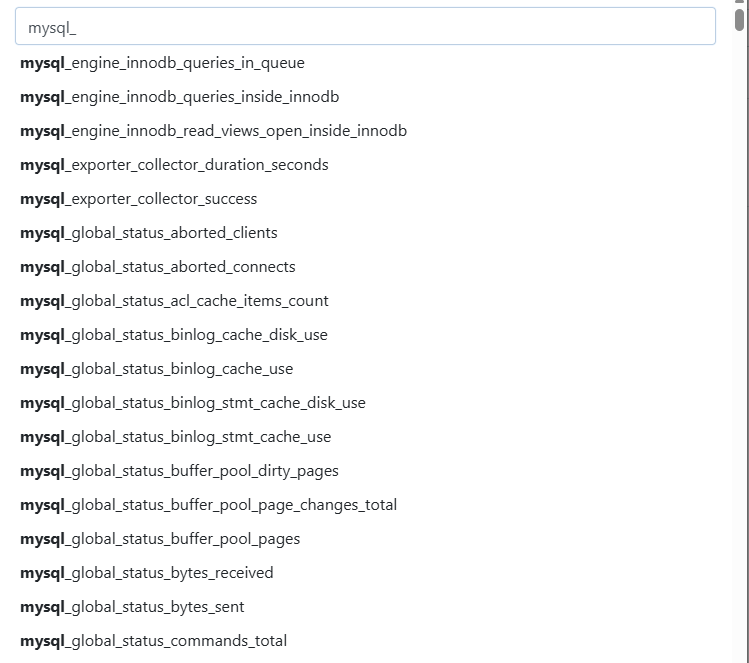 mysql_
mysql_engine_innodb_queries_in_queue
mysql_engine_innodb_queries_inside_innodb
mysql_engine_innodb_read_views_open_inside_innodb
mysql_exporter_collector_duration_seconds
mysql_exporter_collector_success
mysql_global_status_aborted_clients
mysql_global_status_aborted_connects
mysql_global_status_acl_cache_items_count
mysql_global_status_binlog_cache_disk_use
mysql_global_status_binlog_cache_use
mysql_global_status_binlog_stmt_cache_disk_use
mysql_global_status_binlog_stmt_cache_use
mysql_global_status_buffer_pool_dirty_pages
mysql_global_status_buffer_pool_page_changes_total
mysql_global_status_buffer_pool_pages
mysql_global_status_bytes_received
mysql_global_status_bytes_sent
mysql_global_status_commands_total